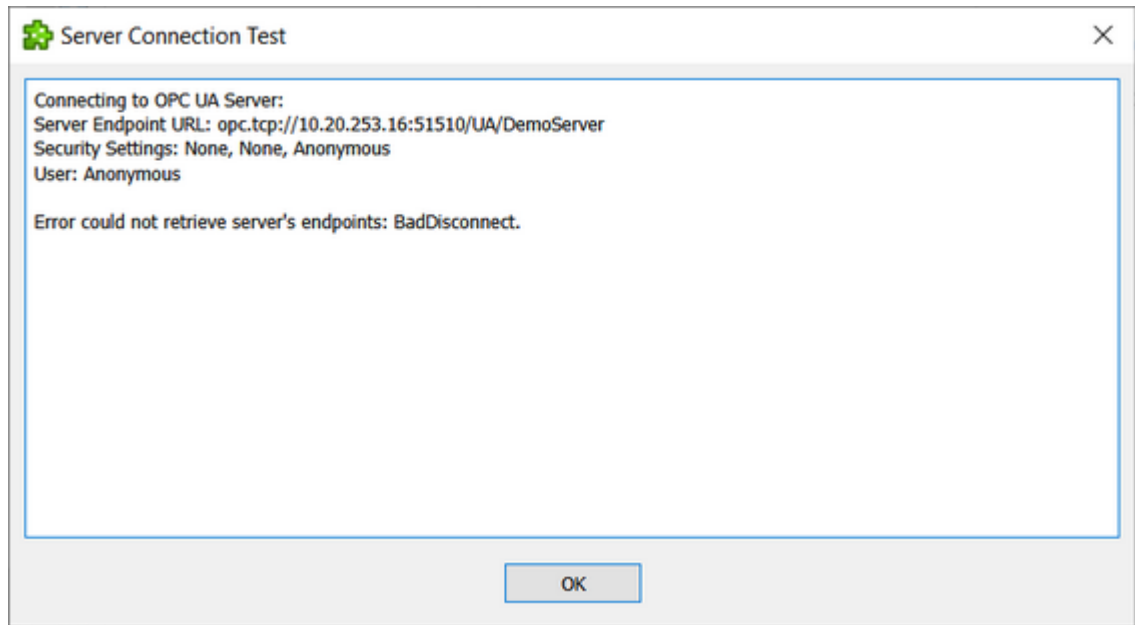 Server Connection Test
Connecting to OPC UA Server:
Server Endpoint URL: opc.tcp://10.20.253.16:51510/UA/DemoServer
Security Settings: None, None, Anonymous
User: Anonymous
Error could not retrieve server's endpoints: BadDisconnect.
OK